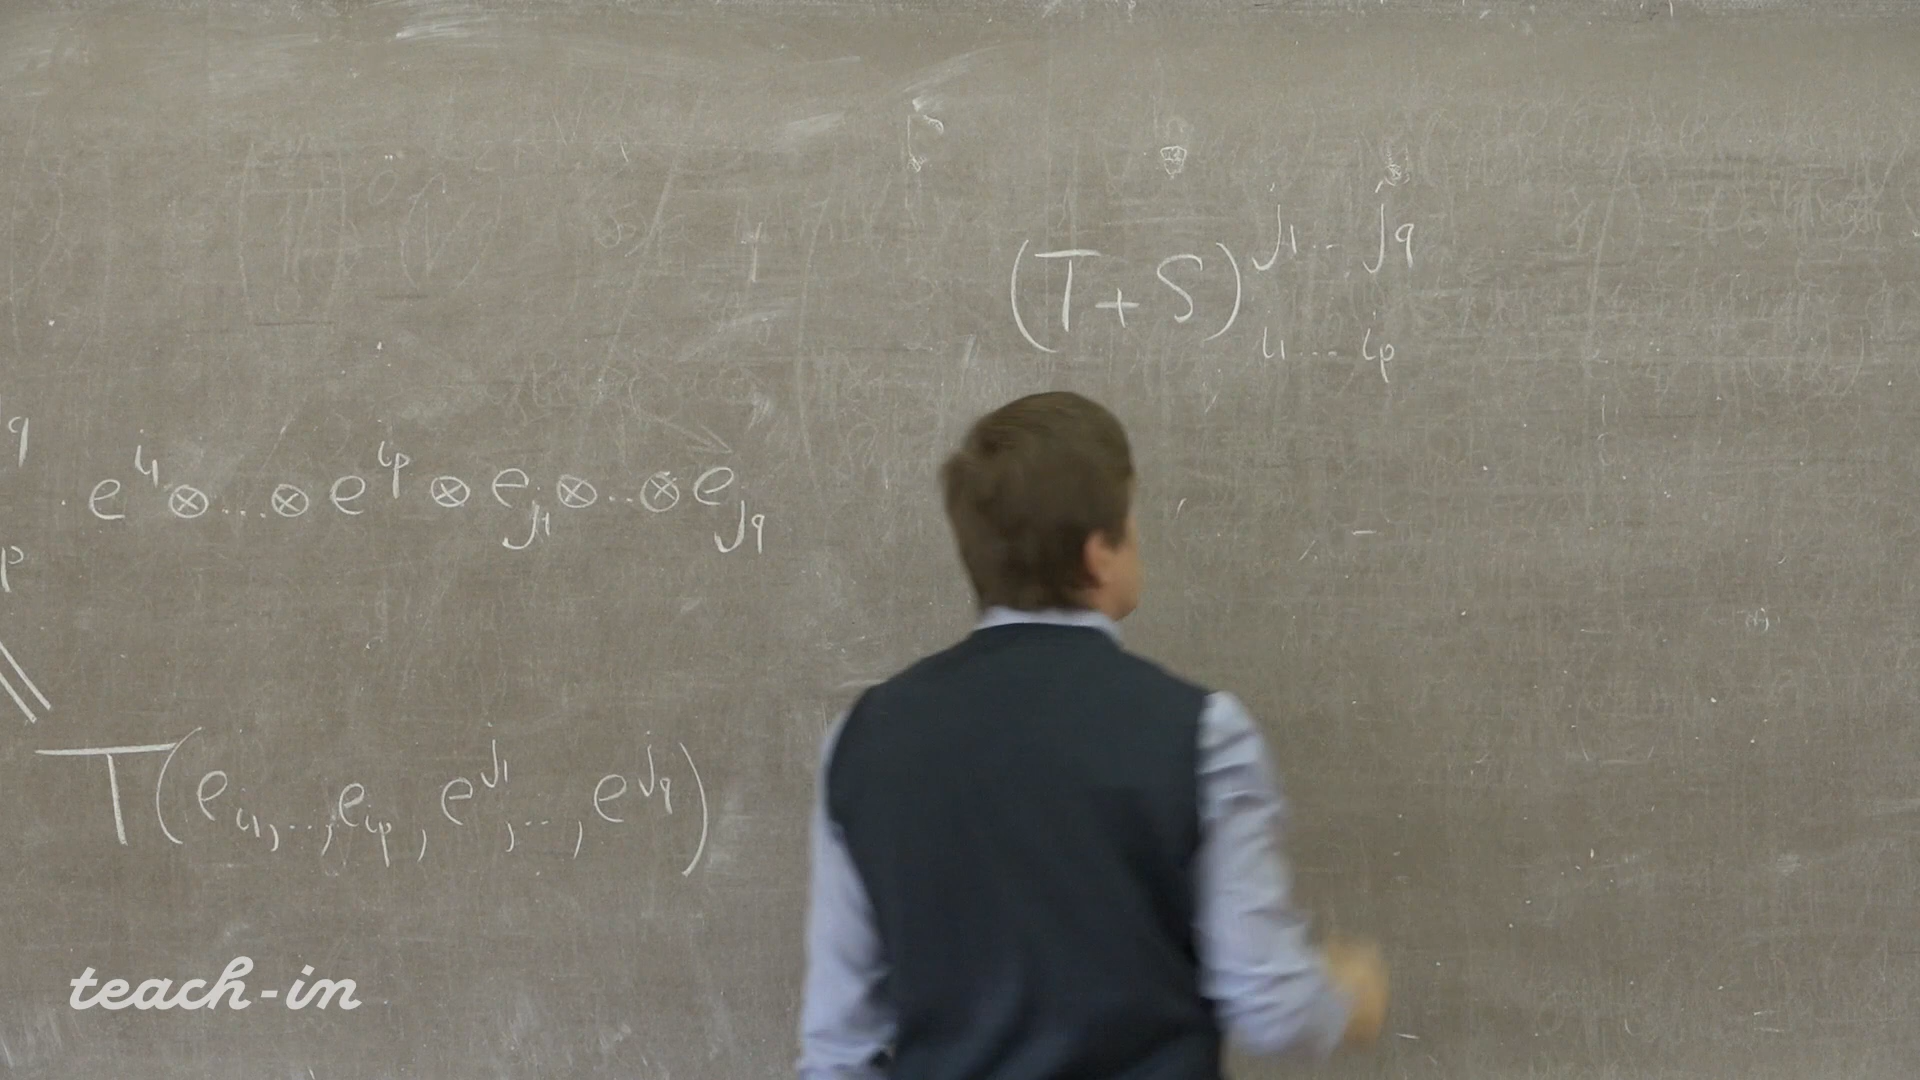 (T+S)^{j_1 ... j_q}_{i_1 ... i_p}
q
p
e^{i_1} ⊗ ... ⊗ e^{i_p} ⊗ e_{j_1} ⊗ ... ⊗ e_{j_q}
T(e_{i_1}, ..., e_{i_p}, e^{j_1}, ..., e^{j_q})
teach-in